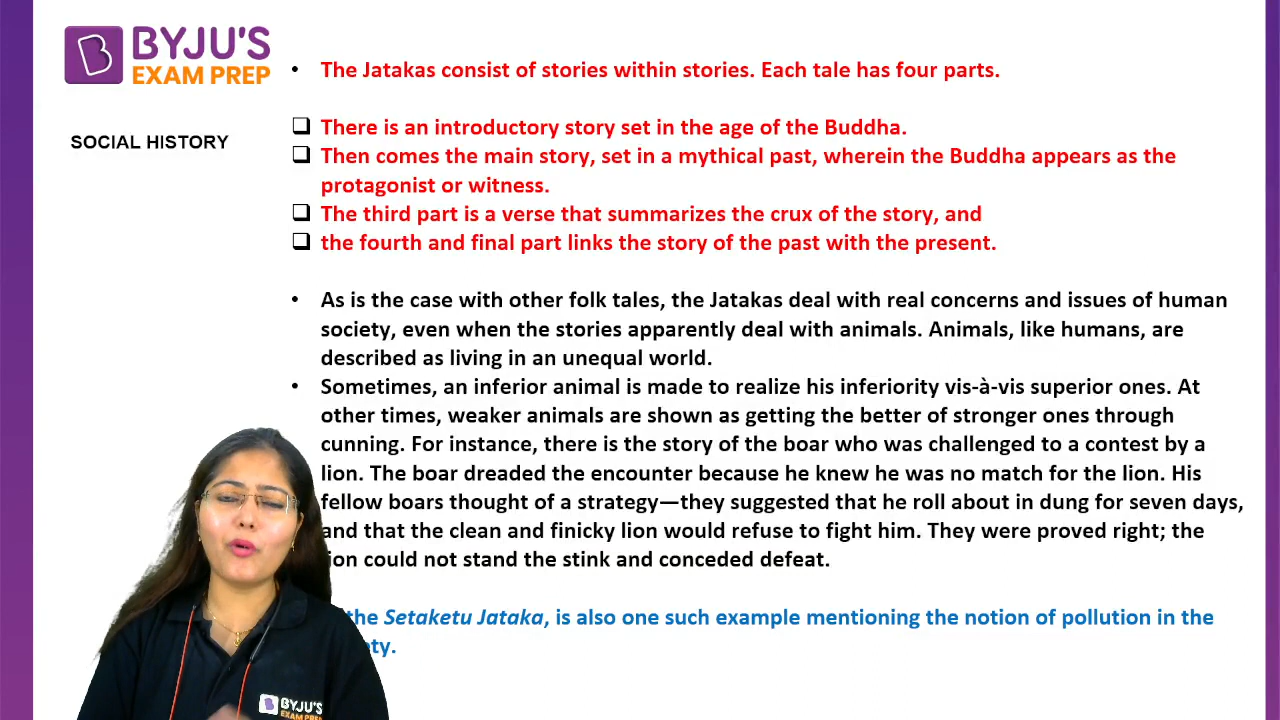 BYJU'S
EXAM PREP
SOCIAL HISTORY
• The Jatakas consist of stories within stories. Each tale has four parts.
❑ There is an introductory story set in the age of the Buddha.
❑ Then comes the main story, set in a mythical past, wherein the Buddha appears as the
protagonist or witness.
❑ The third part is a verse that summarizes the crux of the story, and
❑ the fourth and final part links the story of the past with the present.
• As is the case with other folk tales, the Jatakas deal with real concerns and issues of human
society, even when the stories apparently deal with animals. Animals, like humans, are
described as living in an unequal world.
• Sometimes, an inferior animal is made to realize his inferiority vis-à-vis superior ones. At
other times, weaker animals are shown as getting the better of stronger ones through
cunning. For instance, there is the story of the boar who was challenged to a contest by a
lion. The boar dreaded the encounter because he knew he was no match for the lion. His
fellow boars thought of a strategy—they suggested that he roll about in dung for seven days,
and that the clean and finicky lion would refuse to fight him. They were proved right; the
lion could not stand the stink and conceded defeat.
the Setaketu Jataka, is also one such example mentioning the notion of pollution in the
BYJU'S
EXAM PREP